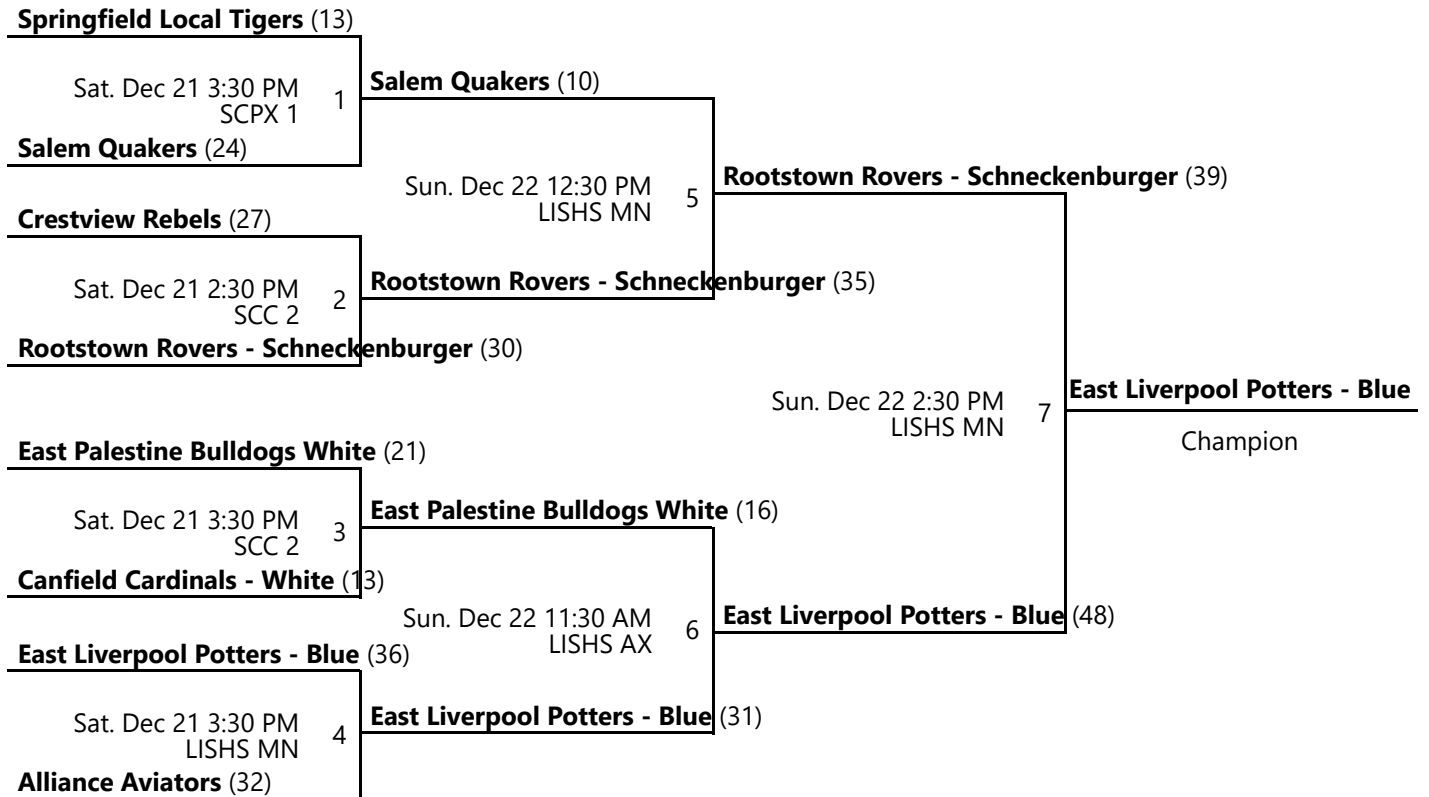 Springfield Local Tigers (13)
Sat. Dec 21 3:30 PM
SCPX 1
1
Salem Quakers (24)
Salem Quakers (10)
Crestview Rebels (27)
Sat. Dec 21 2:30 PM
SCC 2
2
Rootstown Rovers - Schneckenburger (30)
Rootstown Rovers - Schneckenburger (35)
Sun. Dec 22 12:30 PM
LISHS MN
5
Rootstown Rovers - Schneckenburger (39)
East Palestine Bulldogs White (21)
Sat. Dec 21 3:30 PM
SCC 2
3
Canfield Cardinals - White (13)
East Palestine Bulldogs White (16)
East Liverpool Potters - Blue (36)
Sat. Dec 21 3:30 PM
LISHS MN
4
Alliance Aviators (32)
East Liverpool Potters - Blue (31)
Sun. Dec 22 11:30 AM
LISHS AX
6
East Liverpool Potters - Blue (48)
Sun. Dec 22 2:30 PM
LISHS MN
7
East Liverpool Potters - Blue
Champion